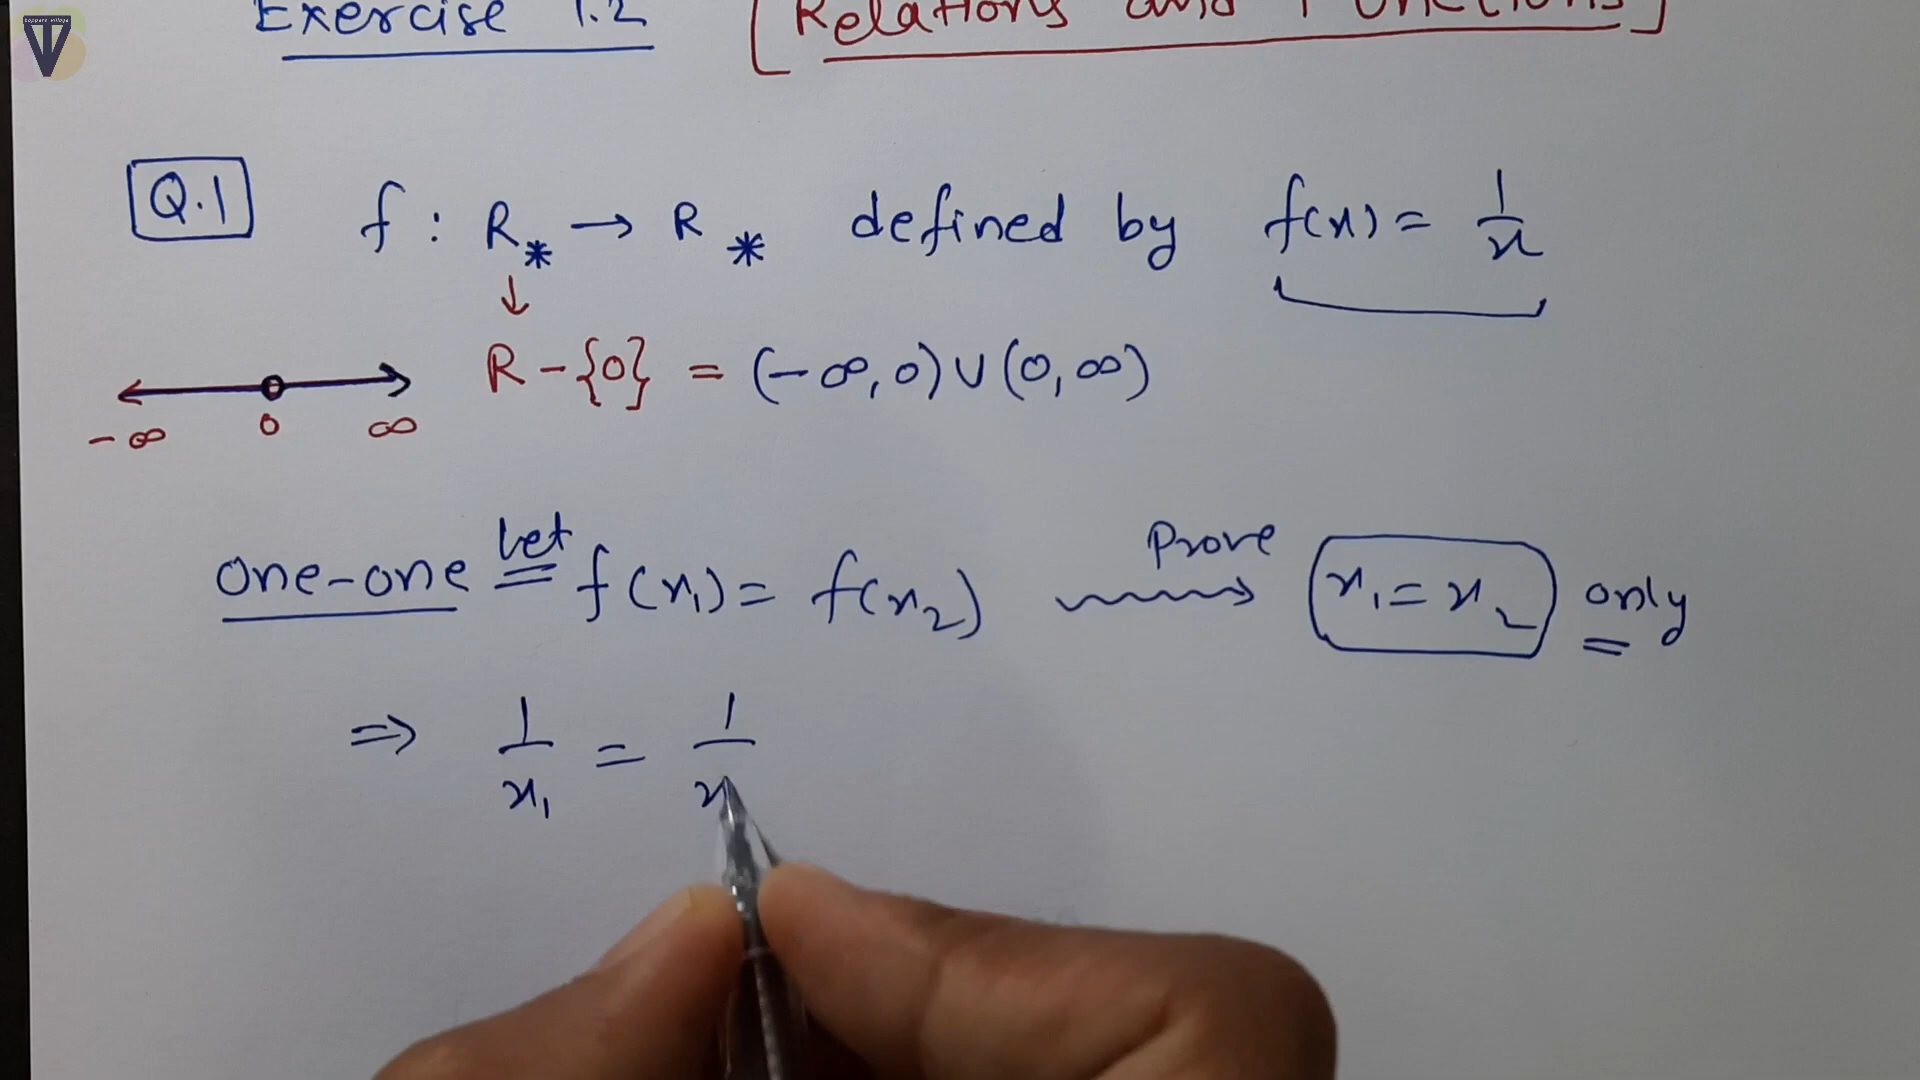 Exercise 1.2 [Relations and Functions]
Q.1 f : R* → R* defined by f(x) = 1/x
↓
R - {0} = (-∞, 0) ∪ (0, ∞)
-∞ 0 ∞
one-one let f(x₁) = f(x₂) prove x₁ = x₂ only
⇒ 1/x₁ = 1/x